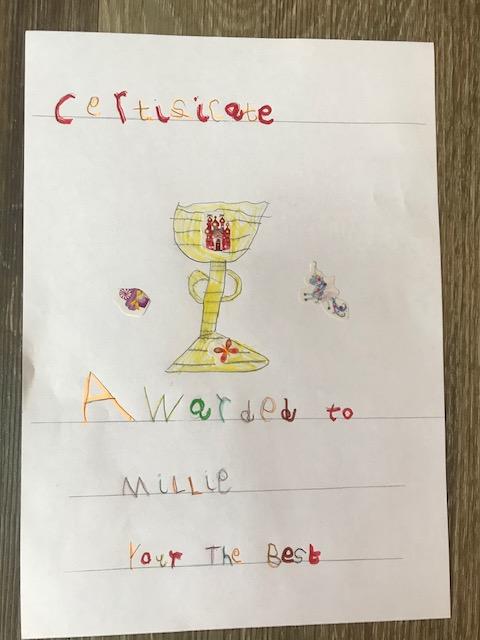 Certisicate
Awarded to
MiLLie
Your The Best